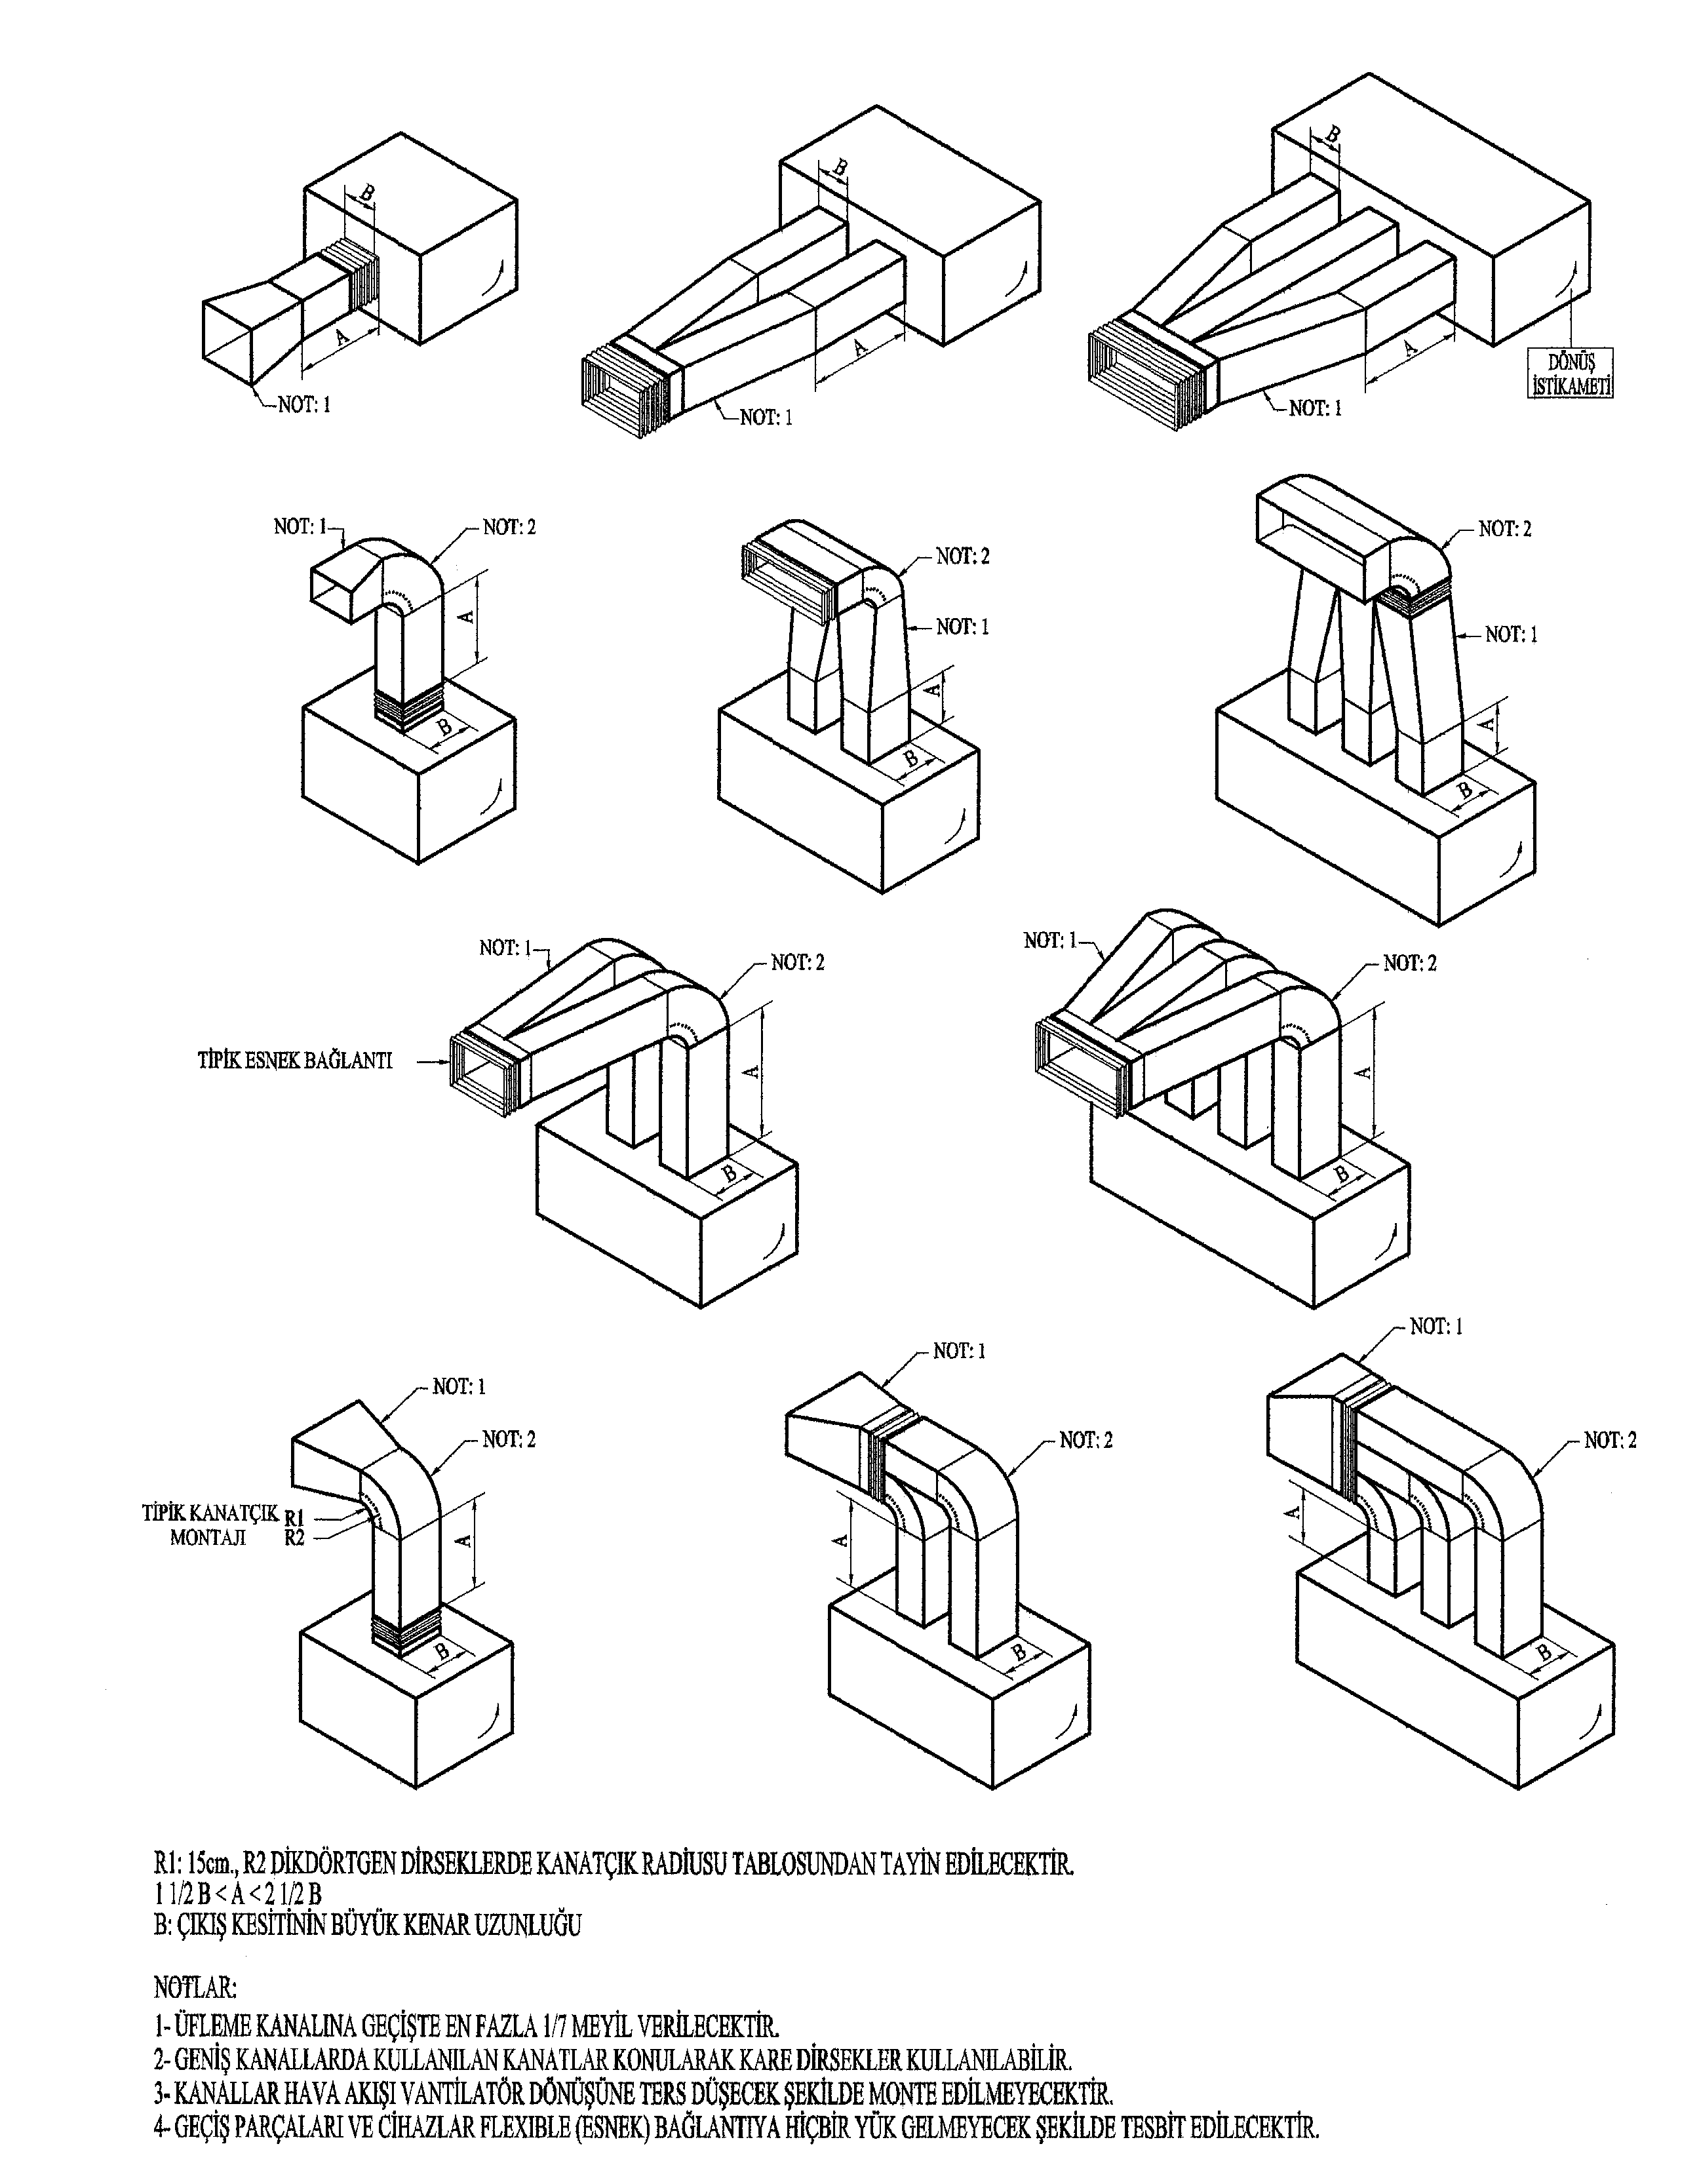 B
B
B
A
A
A
DÖNÜŞ
İSTİKAMETİ
NOT: 1
NOT: 1
NOT: 1
NOT: 1
NOT: 2
A
B
NOT: 2
NOT: 1
A
B
NOT: 2
NOT: 1
A
B
NOT: 1
NOT: 2
TİPİK ESNEK BAĞLANTI
A
B
NOT: 1
NOT: 2
A
B
NOT: 1
NOT: 2
TİPİK KANATÇIK R1
MONTAJI R2
A
B
NOT: 1
NOT: 2
A
B
NOT: 1
NOT: 2
A
B
R1: 15cm., R2 DİKDÖRTGEN DİRSEKLERDE KANATÇIK RADİUSU TABLOSUNDAN TAYİN EDİLECEKTİR.
1 1/2 B < A < 2 1/2 B
B: ÇIKIŞ KESİTİNİN BÜYÜK KENAR UZUNLUĞU
NOTLAR:
1- ÜFLEME KANALINA GEÇİŞTE EN FAZLA 1/7 MEYİL VERİLECEKTİR.
2- GENİŞ KANALLARDA KULLANILAN KANATLAR KONULARAK KARE DİRSEKLER KULLANILABİLİR.
3- KANALLAR HAVA AKIŞI VANTİLATÖR DÖNÜŞÜNE TERS DÜŞECEK ŞEKİLDE MONTE EDİLMEYECEKTİR.
4- GEÇİŞ PARÇALARI VE CİHAZLAR FLEXIBLE (ESNEK) BAĞLANTIYA HİÇBİR YÜK GELMEYECEK ŞEKİLDE TESBİT EDİLECEKTİR.